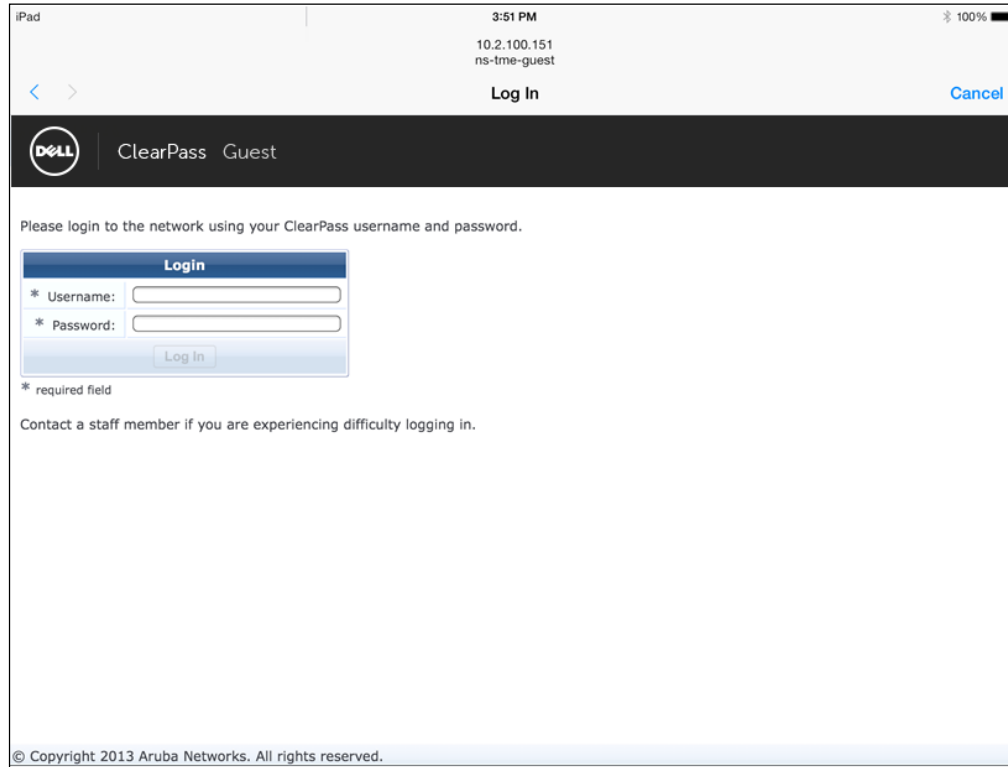 iPad 3:51 PM 100%
10.2.100.151
ns-tme-guest
Log In Cancel
DELL ClearPass Guest
Please login to the network using your ClearPass username and password.
Login
* Username:
* Password:
Log In
* required field
Contact a staff member if you are experiencing difficulty logging in.
© Copyright 2013 Aruba Networks. All rights reserved.